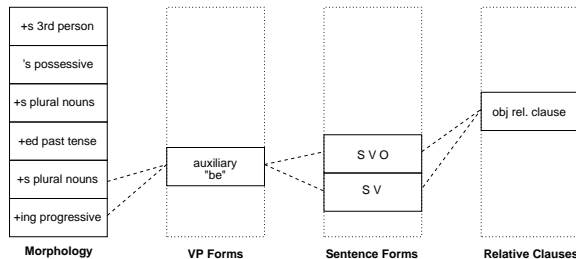 +s 3rd person
's possessive
+s plural nouns
+ed past tense
+s plural nouns
+ing progressive
Morphology
auxiliary
"be"
VP Forms
S V O
S V
Sentence Forms
obj rel. clause
Relative Clauses